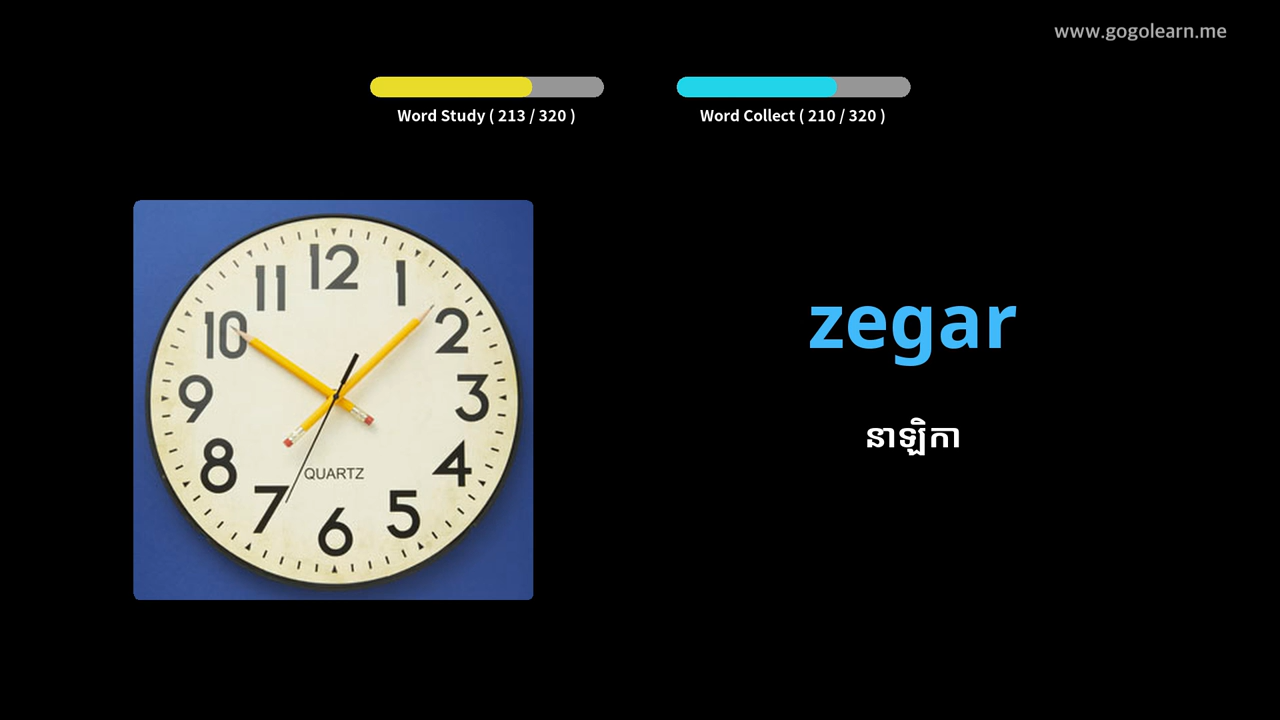 www.gogolearn.me
Word Study ( 213 / 320 )
Word Collect ( 210 / 320 )
12
11
1
10
2
9
3
8
4
7
5
6
QUARTZ
zegar
នាឡិកា